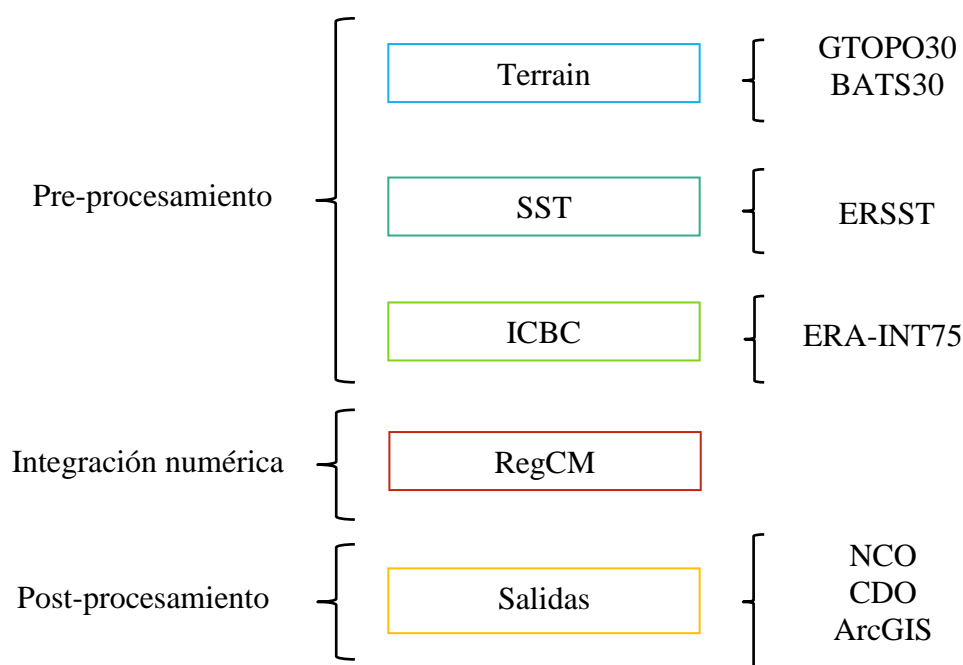 Pre-procesamiento
Terrain
GTOPO30
BATS30
SST
ERSST
ICBC
ERA-INT75
Integración numérica
RegCM
Post-procesamiento
Salidas
NCO
CDO
ArcGIS